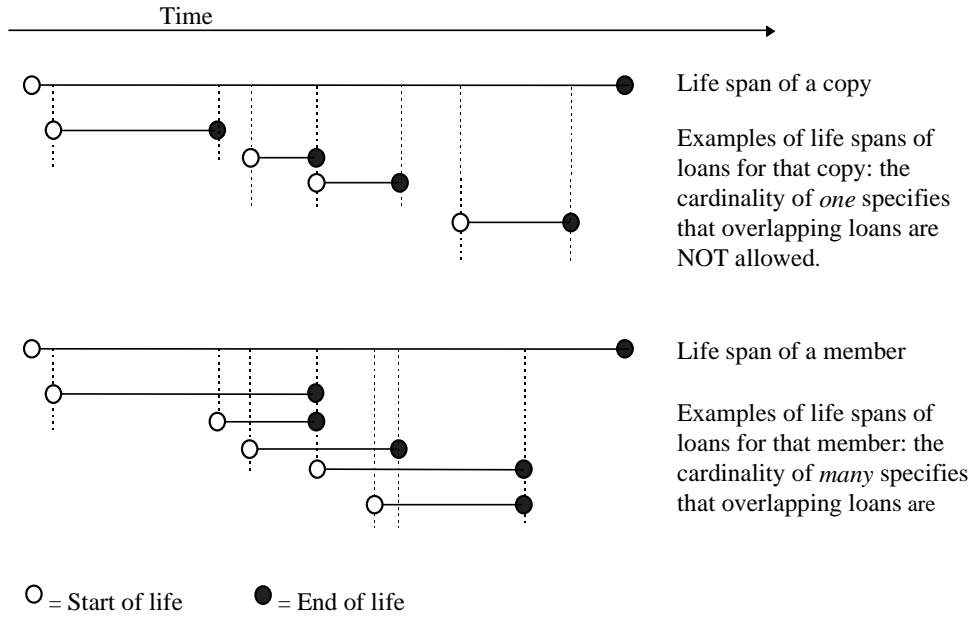 Time
Life span of a copy
Examples of life spans of
loans for that copy: the
cardinality of one specifies
that overlapping loans are
NOT allowed.
Life span of a member
Examples of life spans of
loans for that member: the
cardinality of many specifies
that overlapping loans are
= Start of life
= End of life